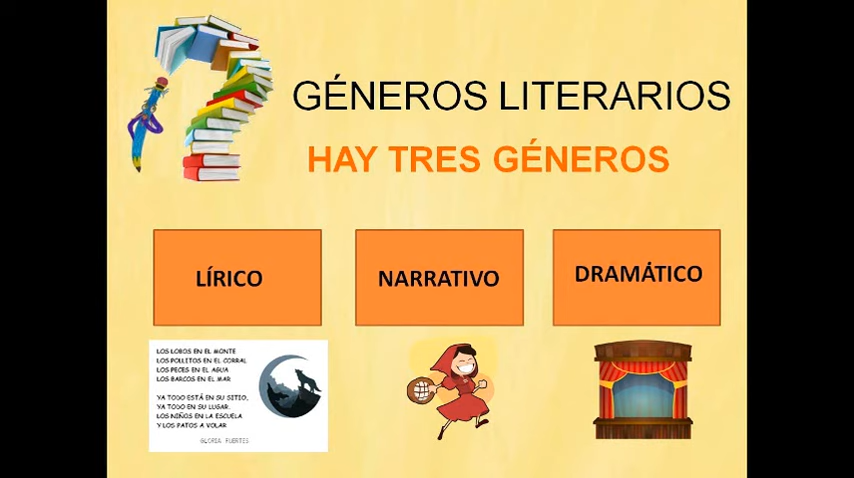 GÉNEROS LITERARIOS
HAY TRES GÉNEROS
LÍRICO
NARRATIVO
DRAMÁTICO
LOS LOBOS EN EL MONTE
LOS POLLITOS EN EL CORRAL
LOS PECES EN EL AGUA
LOS BARCOS EN EL MAR
YA TODO ESTÁ EN SU SITIO,
YA TODO EN SU LUGAR.
LOS NIÑOS EN LA ESCUELA
Y LOS PATOS A VOLAR
GLORIA FUERTES